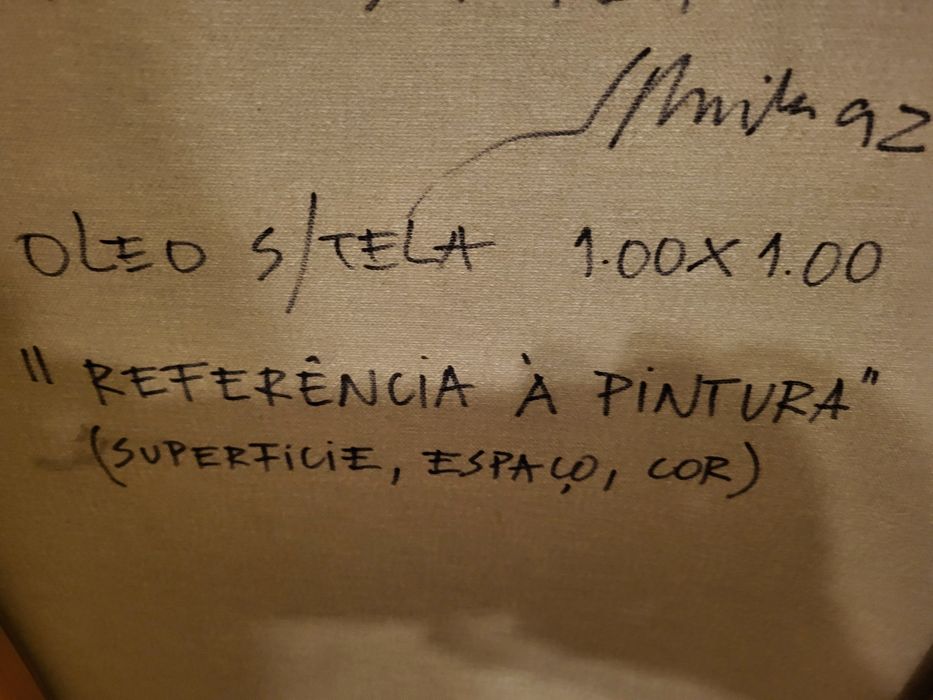 92
OLEO S/TELA 1.00X1.00
"REFERÊNCIA À PINTURA"
(SUPERFICIE, ESPAÇO, COR)